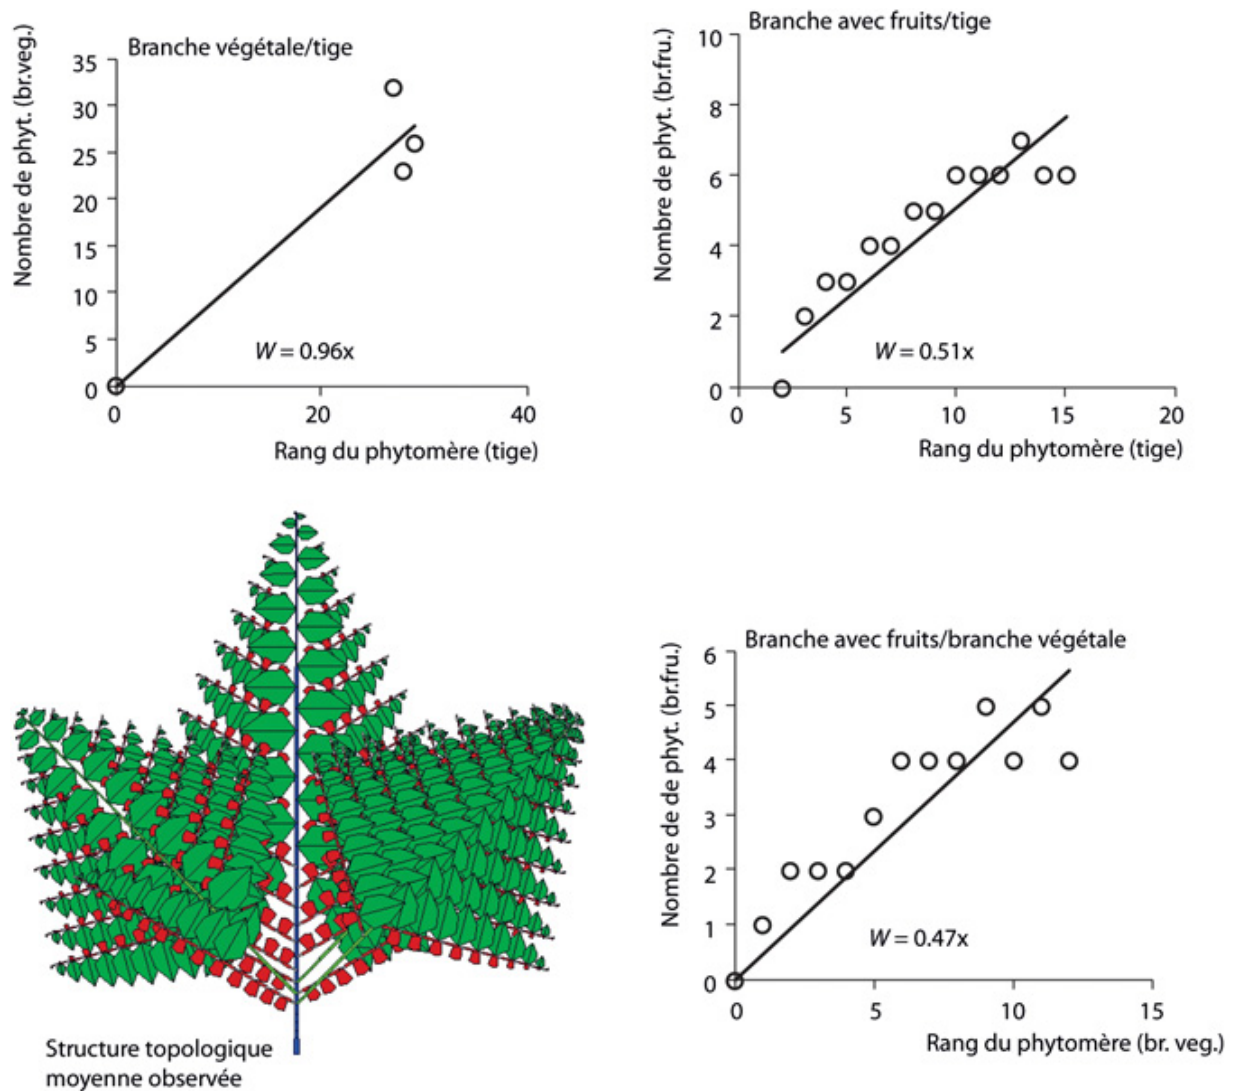 Branche végétale/tige
Nombre de phyt. (br.veg.)
35
30
25
20
15
10
5
0
W = 0.96x
0 20 40
Rang du phytomère (tige)
Branche avec fruits/tige
Nombre de phyt. (br.fru.)
10
8
6
4
2
0
W = 0.51x
0 5 10 15 20
Rang du phytomère (tige)
Structure topologique
moyenne observée
Branche avec fruits/branche végétale
Nombre de de phyt. (br.fru.)
6
5
4
3
2
1
0
W = 0.47x
0 5 10 15
Rang du phytomère (br. veg.)